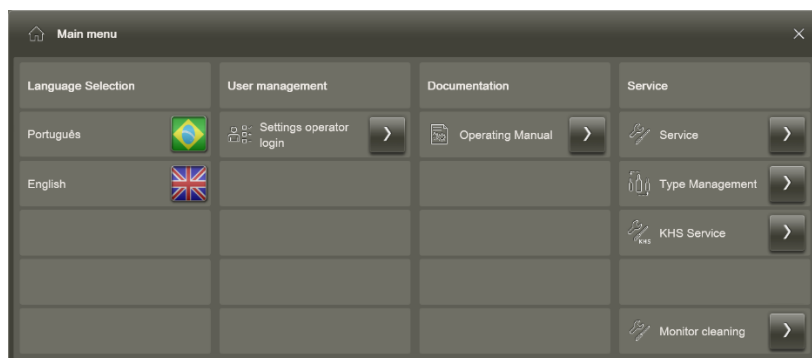 Main menu
Language Selection
User management
Documentation
Service
Português
Settings operator
login
Operating Manual
Service
English
Type Management
KHS Service
KHS
Monitor cleaning